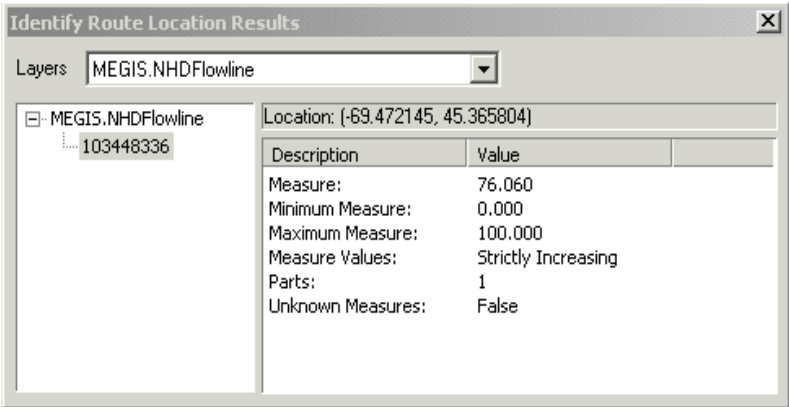 Identify Route Location Results
Layers MEGIS.NHDFlowline
MEGIS.NHDFlowline
103448336
Location: (-69.472145, 45.365804)
Description Value
Measure: 76.060
Minimum Measure: 0.000
Maximum Measure: 100.000
Measure Values: Strictly Increasing
Parts: 1
Unknown Measures: False